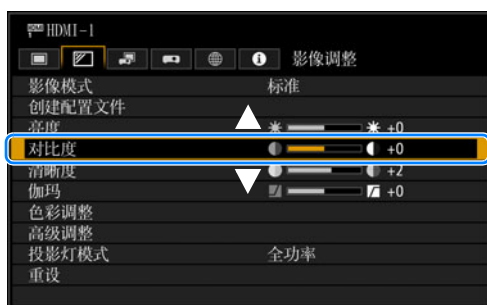 HDMI-1
影像调整
影像模式 标准
创建配置文件
亮度 +0
对比度 +0
清晰度 +2
伽玛 +0
色彩调整
高级调整
投影灯模式 全功率
重设